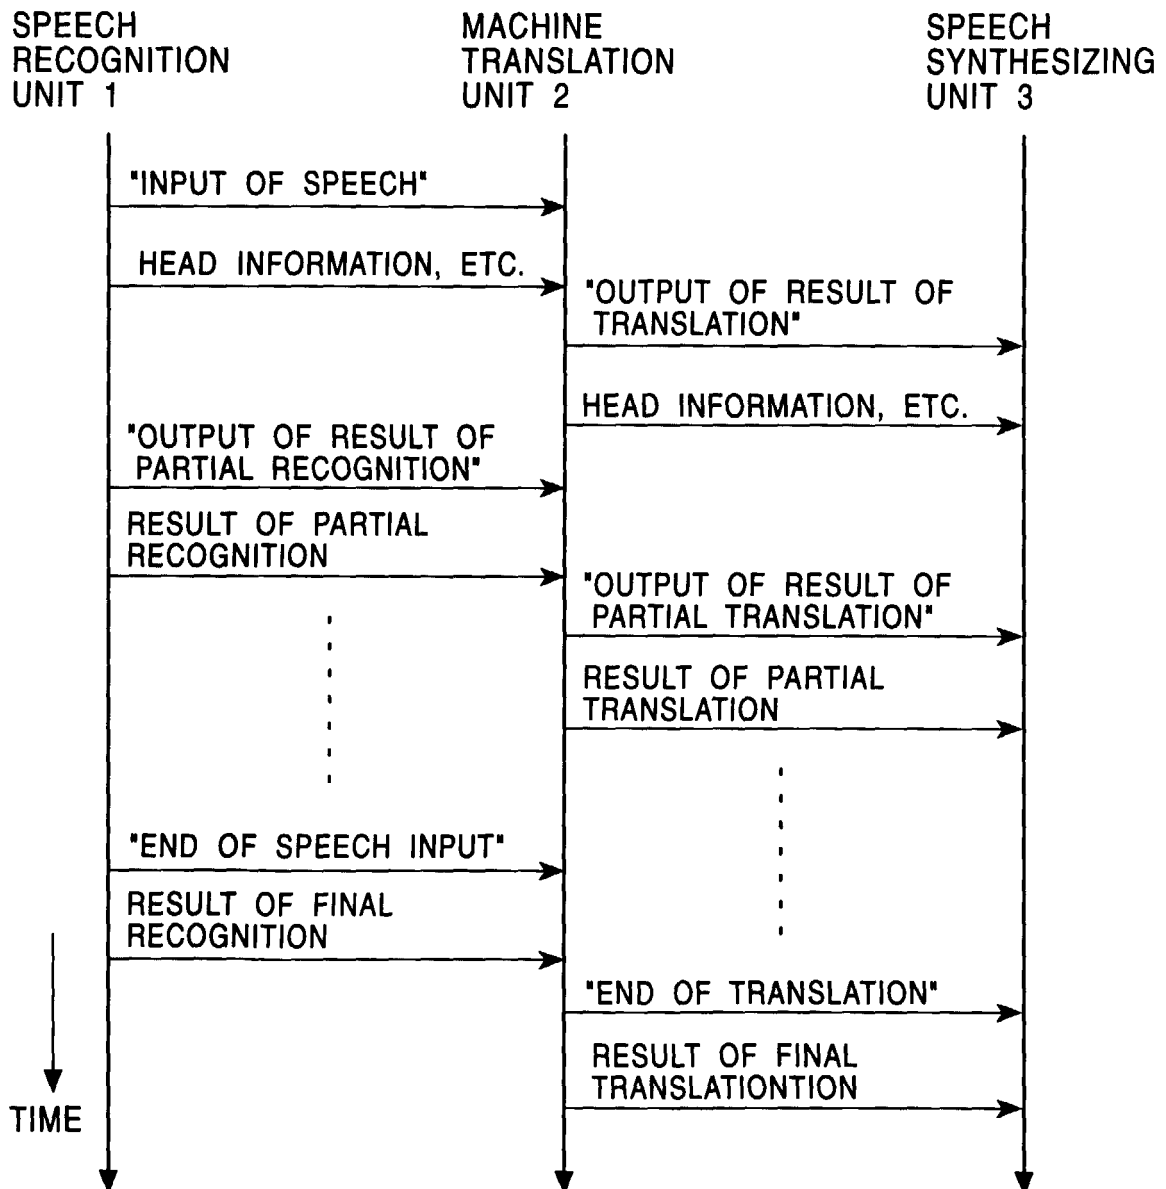 SPEECH
RECOGNITION
UNIT 1
MACHINE
TRANSLATION
UNIT 2
SPEECH
SYNTHESIZING
UNIT 3
"INPUT OF SPEECH"
HEAD INFORMATION, ETC.
"OUTPUT OF RESULT OF
TRANSLATION"
HEAD INFORMATION, ETC.
"OUTPUT OF RESULT OF
PARTIAL RECOGNITION"
RESULT OF PARTIAL
RECOGNITION
"OUTPUT OF RESULT OF
PARTIAL TRANSLATION"
RESULT OF PARTIAL
TRANSLATION
"END OF SPEECH INPUT"
RESULT OF FINAL
RECOGNITION
"END OF TRANSLATION"
RESULT OF FINAL
TRANSLATIONTION
TIME